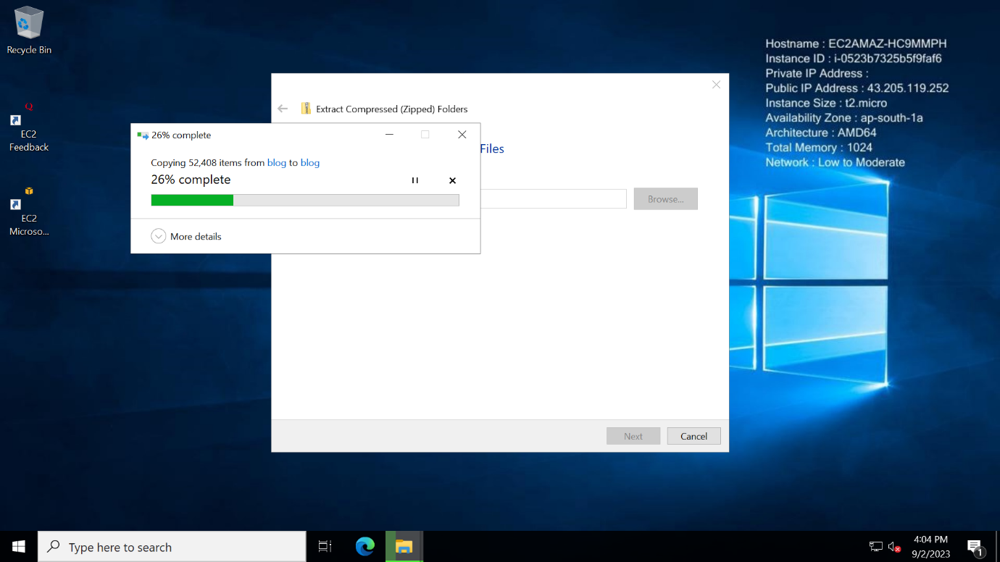 Recycle Bin
EC2
Feedback
EC2
Microso...
Hostname : EC2AMAZ-HC9MMPH
Instance ID : i-0523b7325b5f9faf6
Private IP Address :
Public IP Address : 43.205.119.252
Instance Size : t2.micro
Availability Zone : ap-south-1a
Architecture : AMD64
Total Memory : 1024
Network : Low to Moderate
Extract Compressed (Zipped) Folders
Files
Browse...
Next
Cancel
26% complete
Copying 52,408 items from blog to blog
26% complete
More details
Type here to search
4:04 PM
9/2/2023
1